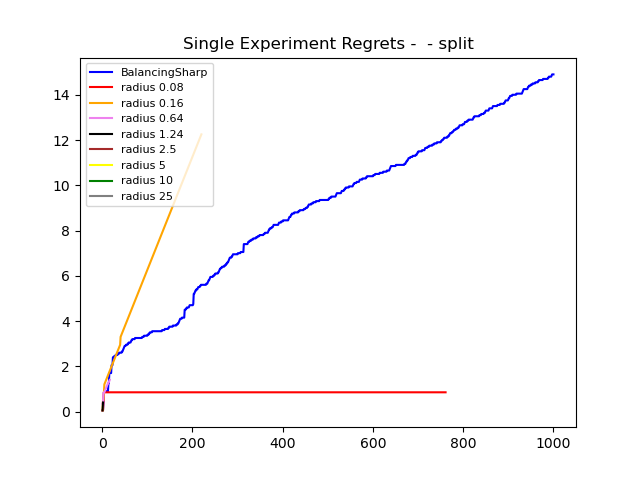 Single Experiment Regrets -  - split
BalancingSharp
radius 0.08
radius 0.16
radius 0.64
radius 1.24
radius 2.5
radius 5
radius 10
radius 25
14
12
10
8
6
4
2
0
0 200 400 600 800 1000